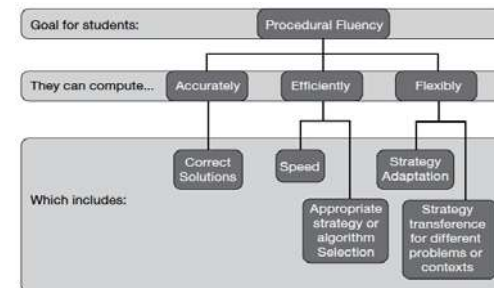 Goal for students:
Procedural Fluency
They can compute...
Accurately
Efficiently
Flexibly
Which includes:
Correct
Solutions
Speed
Strategy
Adaptation
Appropriate
strategy or
algorithm
Selection
Strategy
transference
for different
problems or
contexts